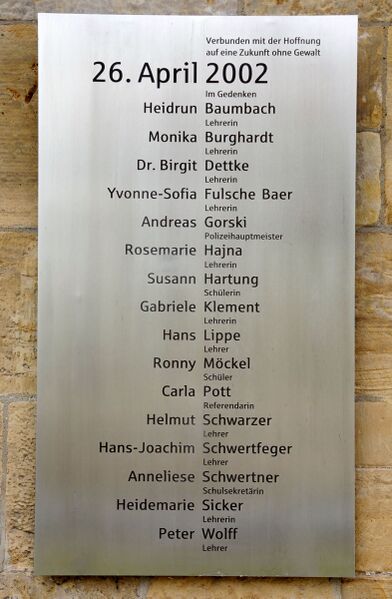 Verbunden mit der Hoffnung
auf eine Zukunft ohne Gewalt
26. April 2002
Im Gedenken
Heidrun Baumbach
Lehrerin
Monika Burghardt
Lehrerin
Dr. Birgit Dettke
Lehrerin
Yvonne-Sofia Fulsche Baer
Lehrerin
Andreas Gorski
Polizeihauptmeister
Rosemarie Hajna
Lehrerin
Susann Hartung
Schülerin
Gabriele Klement
Lehrerin
Hans Lippe
Lehrer
Ronny Möckel
Schüler
Carla Pott
Referendarin
Helmut Schwarzer
Lehrer
Hans-Joachim Schwertfeger
Lehrer
Anneliese Schwertner
Schulsekretärin
Heidemarie Sicker
Lehrerin
Peter Wolff
Lehrer